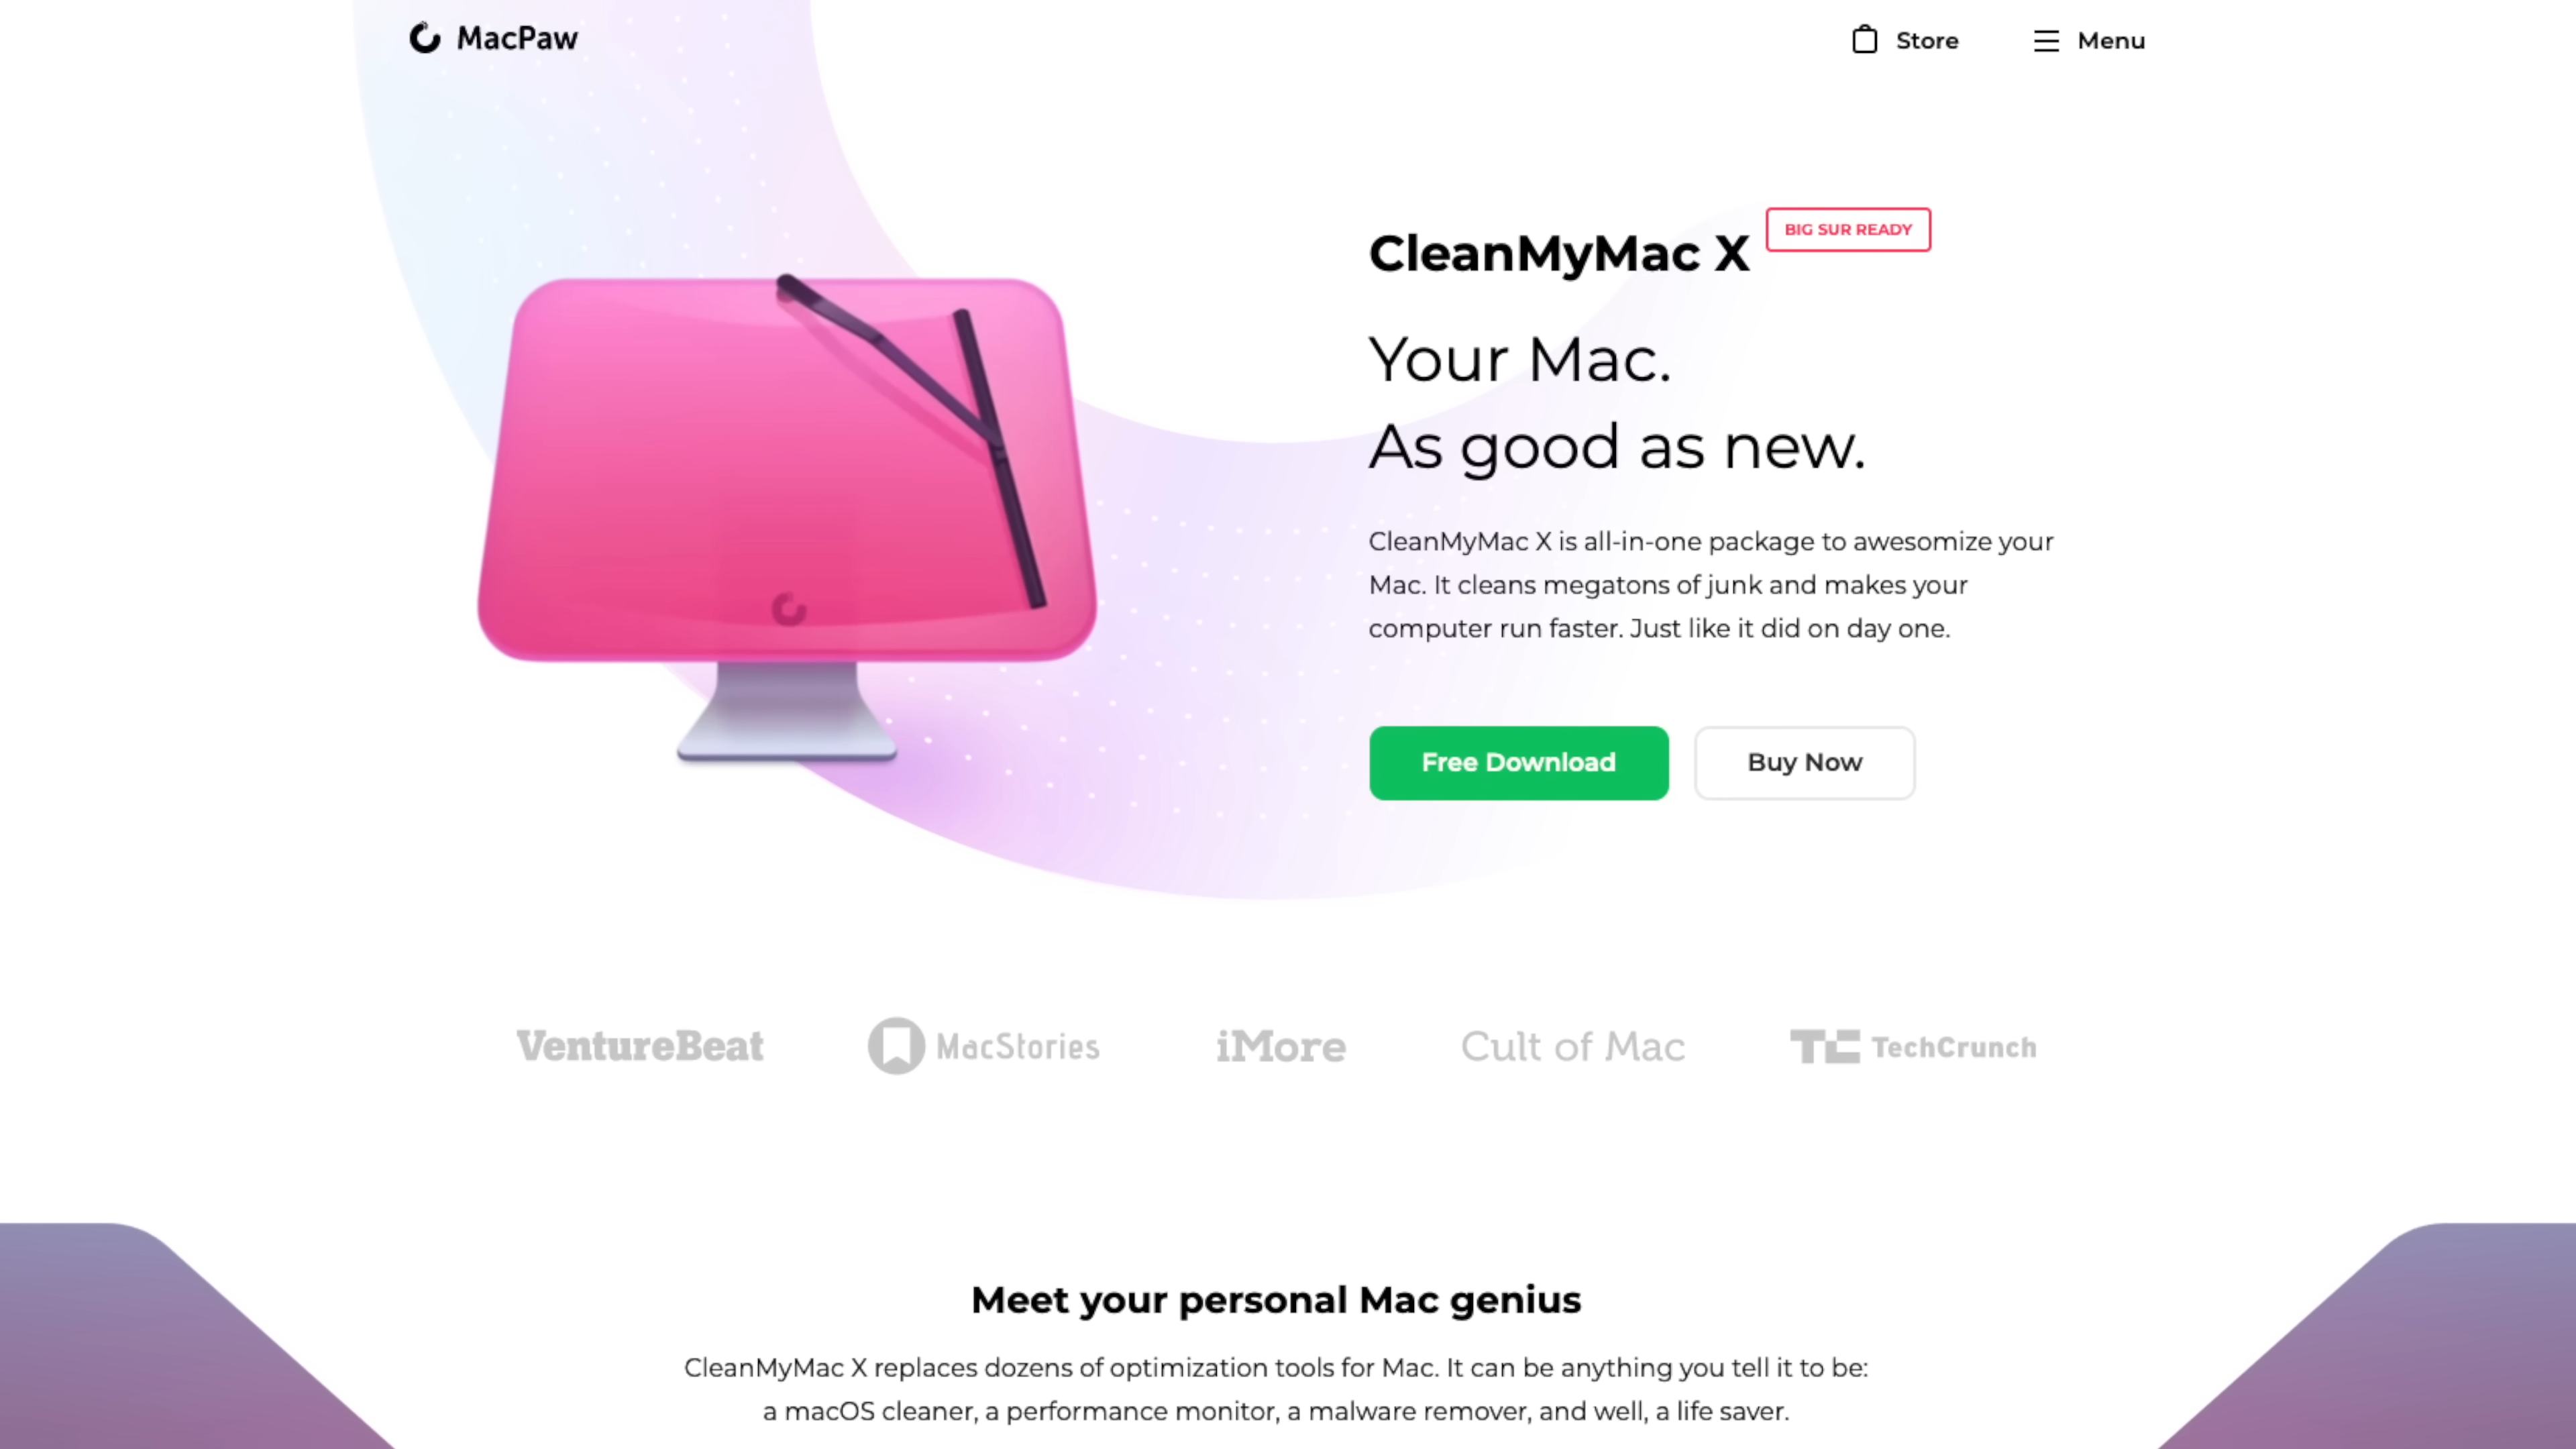 MacPaw
Store
Menu
CleanMyMac X
BIG SUR READY
Your Mac.
As good as new.
CleanMyMac X is all-in-one package to awesomize your
Mac. It cleans megatons of junk and makes your
computer run faster. Just like it did on day one.
Free Download
Buy Now
VentureBeat
MacStories
iMore
Cult of Mac
TC TechCrunch
Meet your personal Mac genius
CleanMyMac X replaces dozens of optimization tools for Mac. It can be anything you tell it to be:
a macOS cleaner, a performance monitor, a malware remover, and well, a life saver.